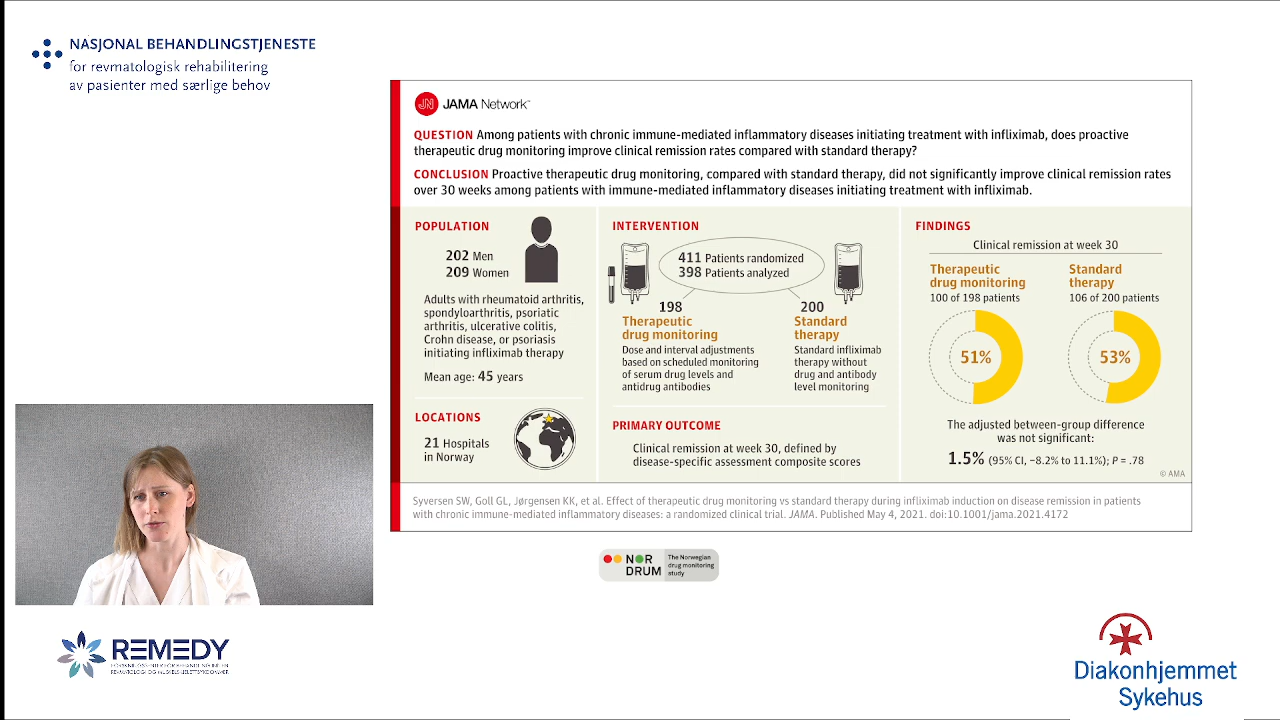 NASJONAL BEHANDLINGSTJENESTE
for revmatologisk rehabilitering
av pasienter med særlige behov
JN JAMA Network™
QUESTION Among patients with chronic immune-mediated inflammatory diseases initiating treatment with infliximab, does proactive
therapeutic drug monitoring improve clinical remission rates compared with standard therapy?
CONCLUSION Proactive therapeutic drug monitoring, compared with standard therapy, did not significantly improve clinical remission rates
over 30 weeks among patients with immune-mediated inflammatory diseases initiating treatment with infliximab.
POPULATION
202 Men
209 Women
Adults with rheumatoid arthritis,
spondyloarthritis, psoriatic
arthritis, ulcerative colitis,
Crohn disease, or psoriasis
initiating infliximab therapy
Mean age: 45 years
LOCATIONS
21 Hospitals
in Norway
INTERVENTION
411 Patients randomized
398 Patients analyzed
198
Therapeutic
drug monitoring
Dose and interval adjustments
based on scheduled monitoring
of serum drug levels and
antidrug antibodies
200
Standard
therapy
Standard infliximab
therapy without
drug and antibody
level monitoring
PRIMARY OUTCOME
Clinical remission at week 30, defined by
disease-specific assessment composite scores
FINDINGS
Clinical remission at week 30
Therapeutic
drug monitoring
100 of 198 patients
51%
Standard
therapy
106 of 200 patients
53%
The adjusted between-group difference
was not significant:
1.5% (95% CI, −8.2% to 11.1%); P = .78
© AMA
Syversen SW, Goll GL, Jørgensen KK, et al. Effect of therapeutic drug monitoring vs standard therapy during infliximab induction on disease remission in patients
with chronic immune-mediated inflammatory diseases: a randomized clinical trial. JAMA. Published May 4, 2021. doi:10.1001/jama.2021.4172
NOR
DRUM
The Norwegian
drug monitoring
study
REMEDY
Diakonhjemmet
Sykehus